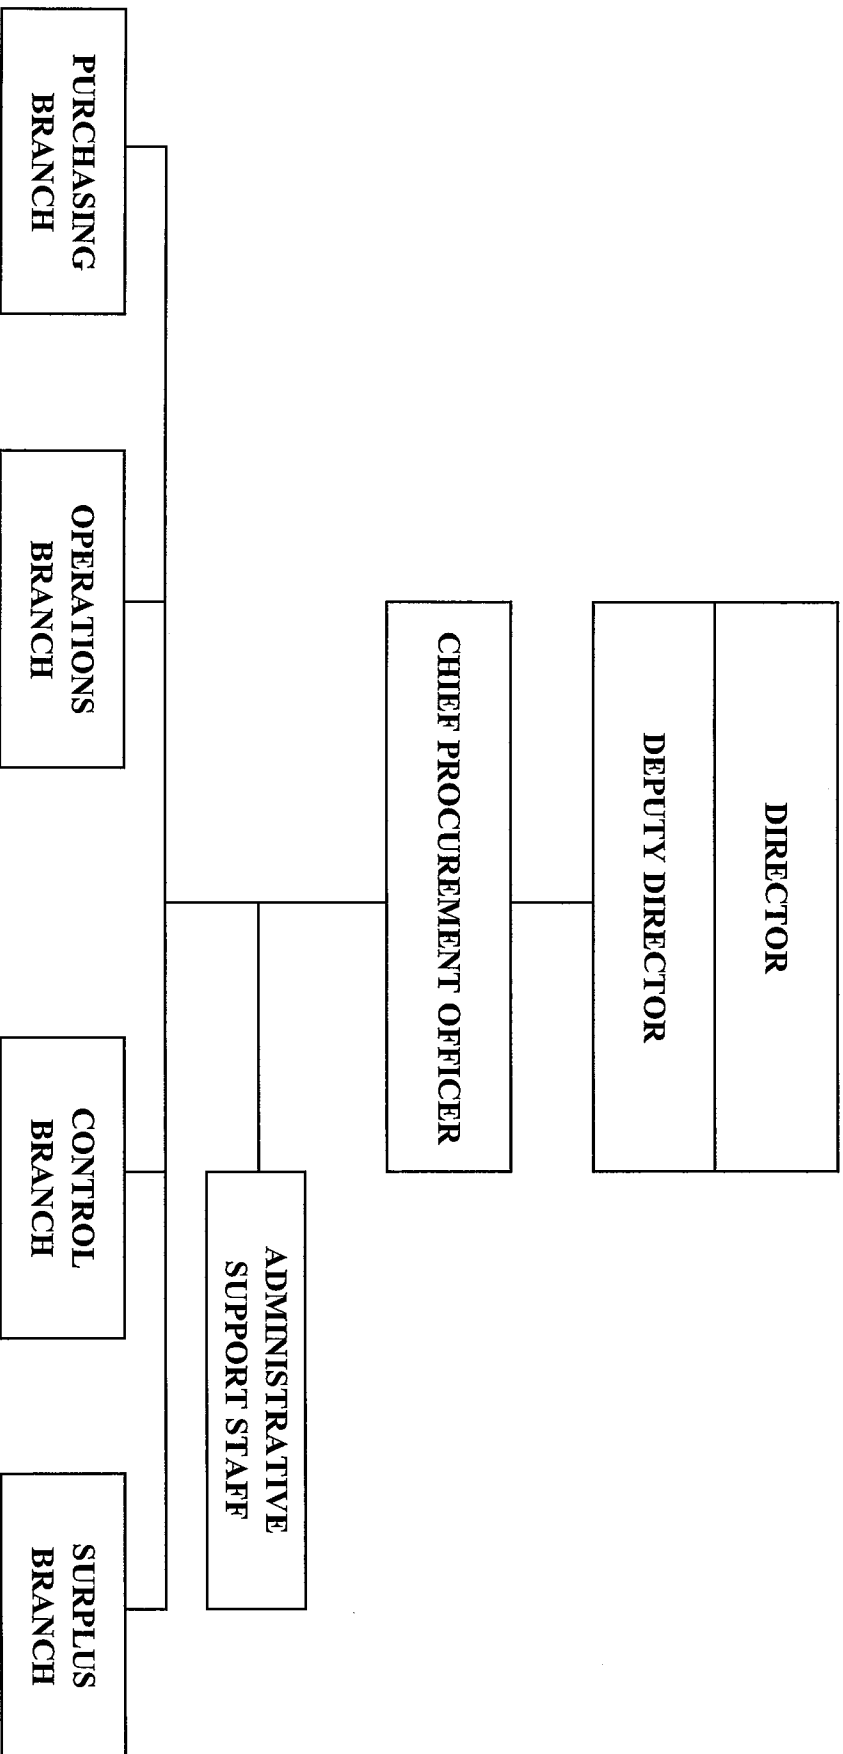 DIRECTOR
DEPUTY DIRECTOR
CHIEF PROCUREMENT OFFICER
ADMINISTRATIVE
SUPPORT STAFF
PURCHASING
BRANCH
OPERATIONS
BRANCH
CONTROL
BRANCH
SURPLUS
BRANCH